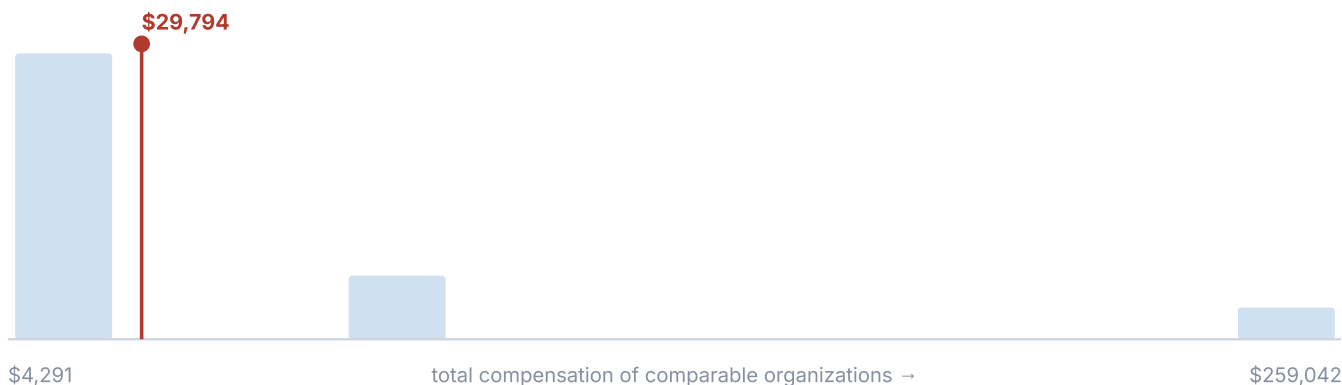 $29,794
$4,291
total compensation of comparable organizations →
$259,042